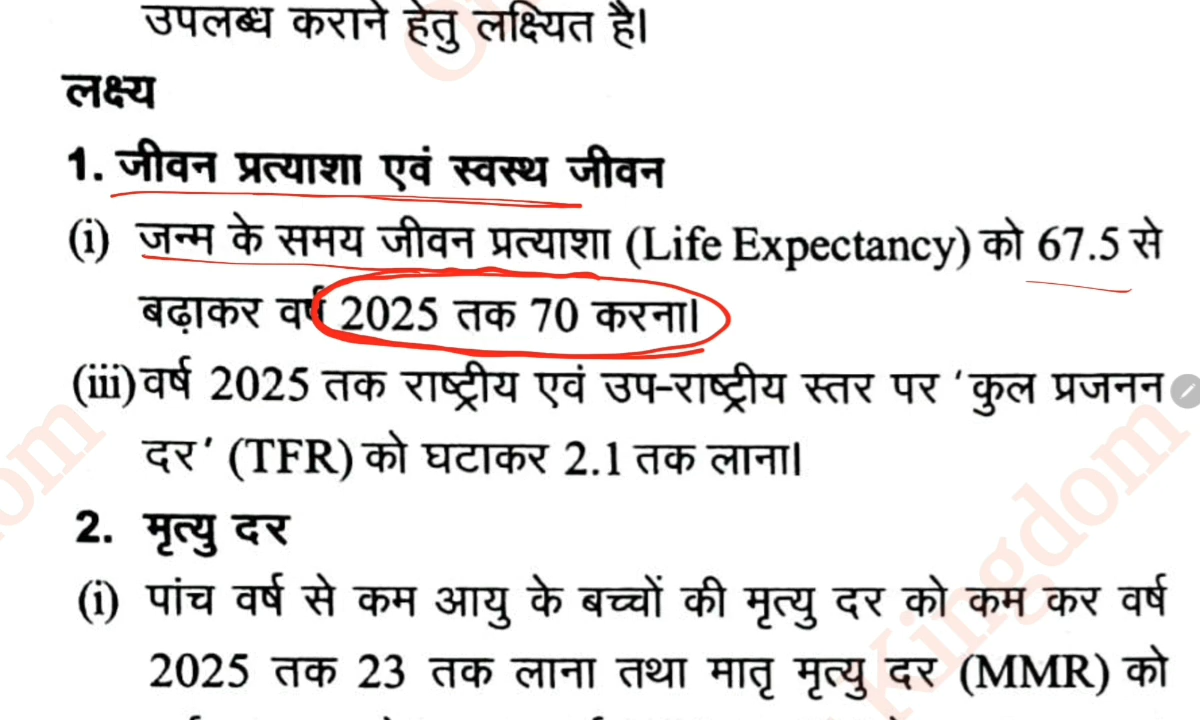 उपलब्ध कराने हेतु लक्ष्यित है।
लक्ष्य
1. जीवन प्रत्याशा एवं स्वस्थ जीवन
(i) जन्म के समय जीवन प्रत्याशा (Life Expectancy) को 67.5 से
बढ़ाकर वर्ष 2025 तक 70 करना।
(iii) वर्ष 2025 तक राष्ट्रीय एवं उप-राष्ट्रीय स्तर पर ‘कुल प्रजनन
दर’ (TFR) को घटाकर 2.1 तक लाना।
2. मृत्यु दर
(i) पांच वर्ष से कम आयु के बच्चों की मृत्यु दर को कम कर वर्ष
2025 तक 23 तक लाना तथा मातृ मृत्यु दर (MMR) को
Kingdom